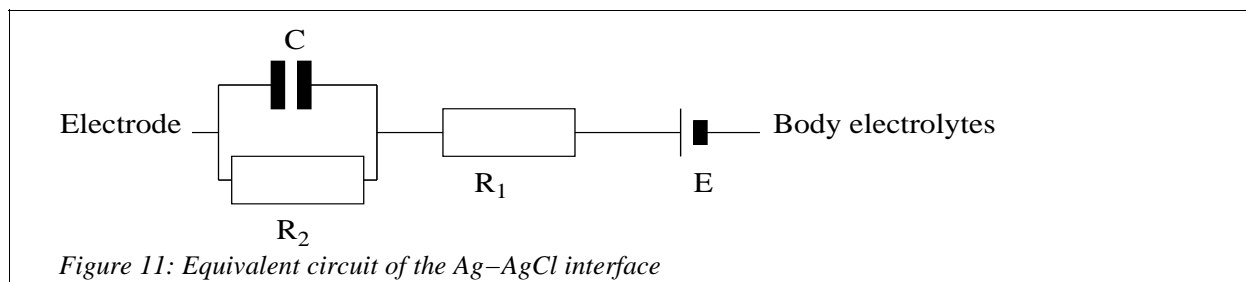 C
Electrode
Body electrolytes
R1
E
R2
Figure 11: Equivalent circuit of the Ag−AgCl interface